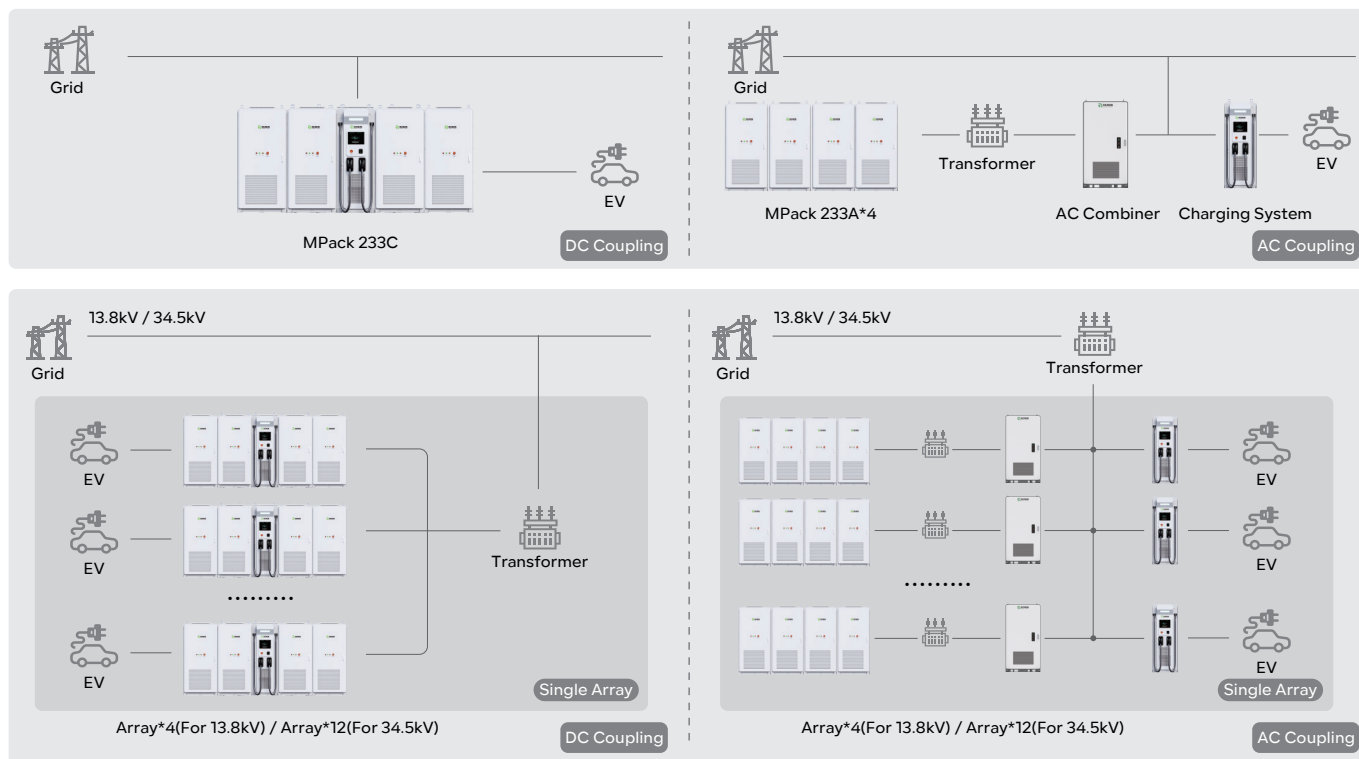 Grid
EV
MPack 233C
DC Coupling
Grid
Transformer
EV
MPack 233A*4
AC Combiner
Charging System
AC Coupling
13.8kV / 34.5kV
Grid
EV
EV
Transformer
.........
EV
Single Array
Array*4(For 13.8kV) / Array*12(For 34.5kV)
DC Coupling
13.8kV / 34.5kV
Grid
Transformer
EV
EV
.........
EV
Single Array
Array*4(For 13.8kV) / Array*12(For 34.5kV)
AC Coupling